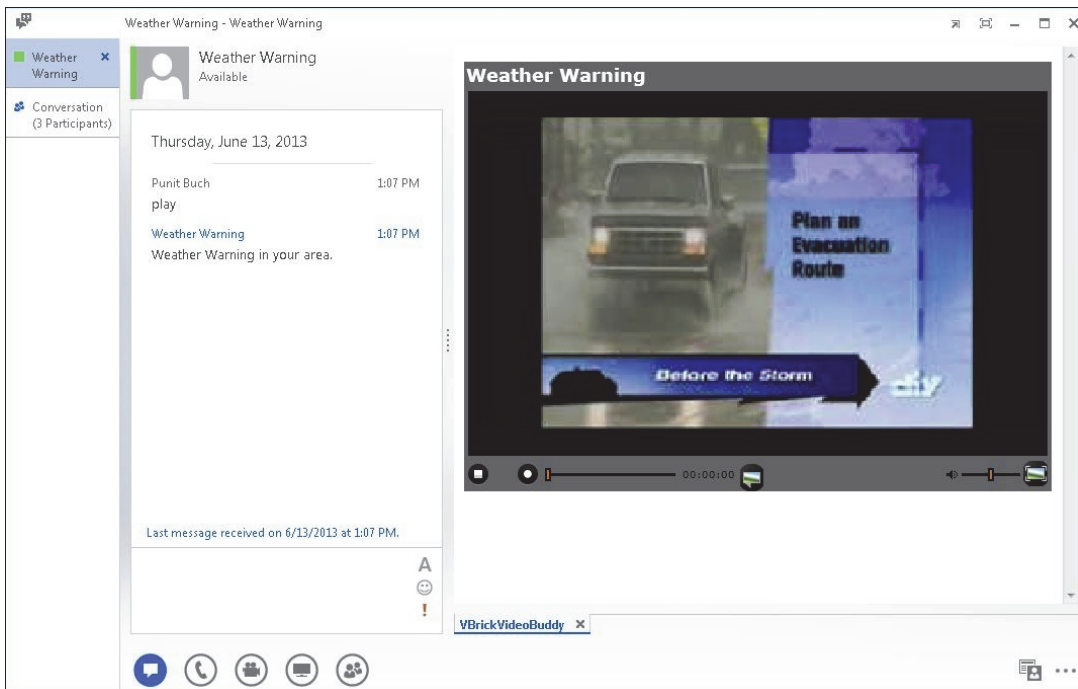 Weather Warning - Weather Warning
Weather
Warning
Conversation
(3 Participants)
Weather Warning
Available
Thursday, June 13, 2013
Punit Buch 1:07 PM
play
Weather Warning 1:07 PM
Weather Warning in your area.
Last message received on 6/13/2013 at 1:07 PM.
A
!
Weather Warning
Plan an
Evacuation
Route
Before the Storm
diy
00:00:00
VBrickVideoBuddy